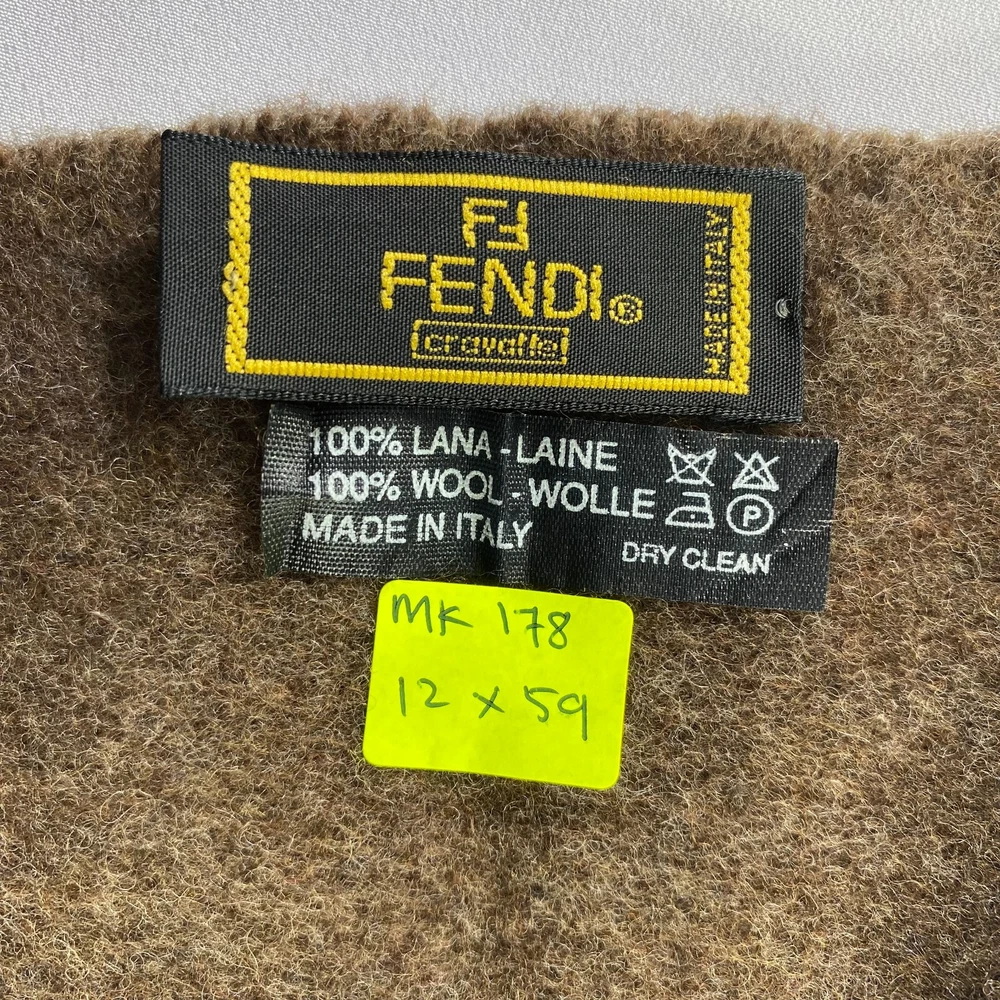 FF
FENDI®
cravatte
MADE IN ITALY
100% LANA - LAINE
100% WOOL - WOLLE
MADE IN ITALY
P
DRY CLEAN
MK 178
12 x 59